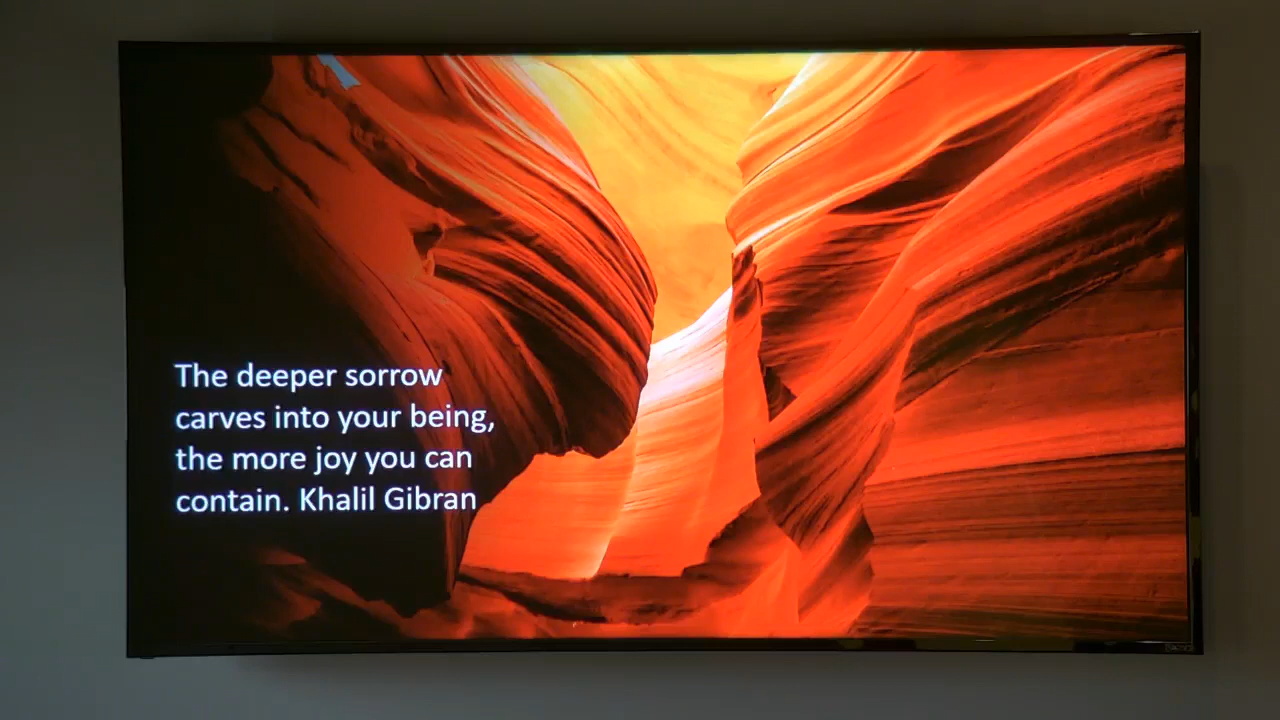 The deeper sorrow
carves into your being,
the more joy you can
contain. Khalil Gibran